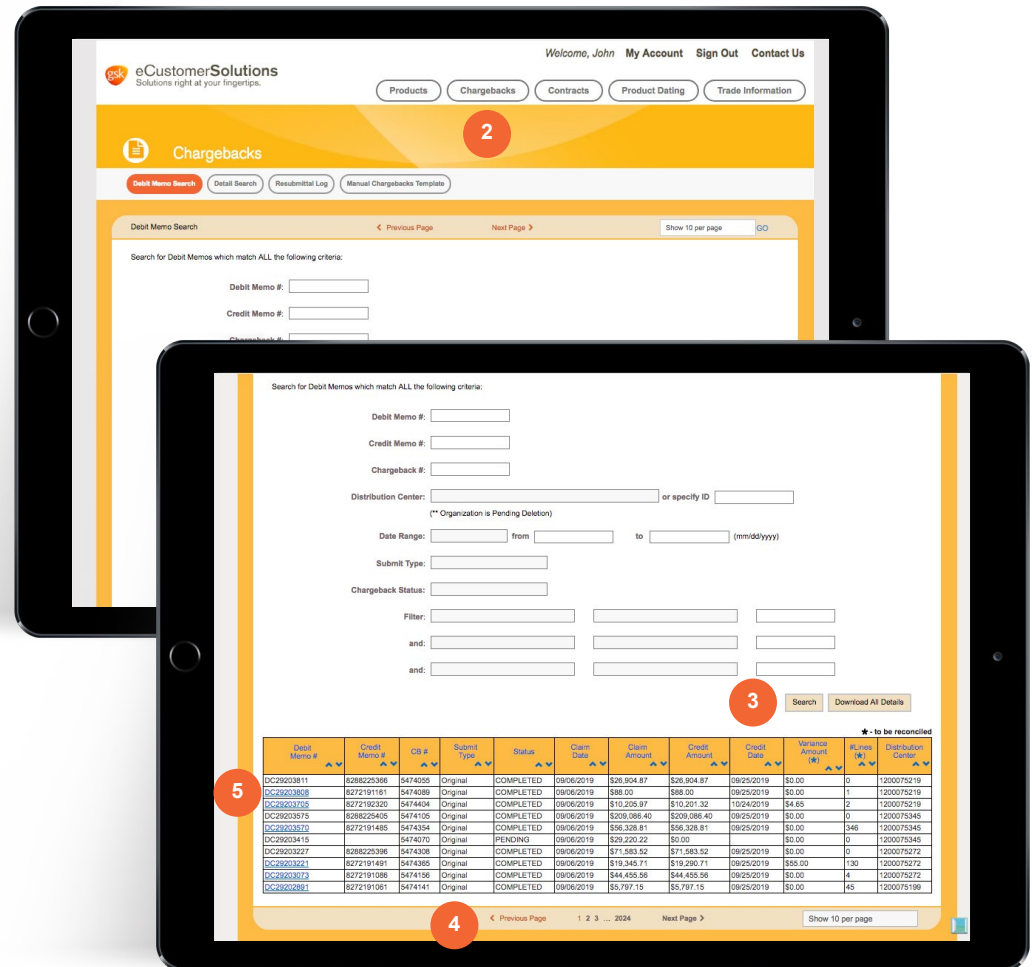 Welcome, John My Account Sign Out Contact Us
gsk eCustomerSolutions
Solutions right at your fingertips.
Products Chargebacks Contracts Product Dating Trade Information
2
Chargebacks
Debit Memo Search Detail Search Resubmittal Log Manual Chargebacks Template
Debit Memo Search Previous Page Next Page Show 10 per page GO
Search for Debit Memos which match ALL the following criteria:
Debit Memo #:
Credit Memo #:
Chargeback #:
Search for Debit Memos which match ALL the following criteria:
Debit Memo #:
Credit Memo #:
Chargeback #:
Distribution Center: or specify ID
(** Organization is Pending Deletion)
Date Range: from to (mm/dd/yyyy)
Submit Type:
Chargeback Status:
Filter:
and:
and:
3 Search Download All Details
★ - to be reconciled
Debit Memo # Credit Memo # CB # Submit Type Status Claim Date Claim Amount Credit Amount Credit Date Variance Amount (★) #Lines (★) Distribution Center
DC29203811 8288225386 5474055 Original COMPLETED 09/06/2019 $26,904.87 $26,904.87 09/25/2019 $0.00 0 1200075219
5 DC29203808 8272191161 5474089 Original COMPLETED 09/06/2019 $88.00 $88.00 09/25/2019 $0.00 1 1200075219
DC29203705 8272192320 5474404 Original COMPLETED 09/06/2019 $10,205.97 $10,201.32 10/24/2019 $4.65 2 1200075219
DC29203575 8288225405 5474105 Original COMPLETED 09/06/2019 $209,086.40 $209,086.40 09/25/2019 $0.00 0 1200075345
DC29203570 8272191485 5474354 Original COMPLETED 09/06/2019 $56,328.81 $56,328.81 09/25/2019 $0.00 346 1200075345
DC29203415 5474070 Original PENDING 09/06/2019 $29,220.22 $0.00 $0.00 0 1200075345
DC29203227 8288225396 5474308 Original COMPLETED 09/06/2019 $71,583.52 $71,583.52 09/25/2019 $0.00 0 1200075272
DC29203221 8272191491 5474365 Original COMPLETED 09/06/2019 $19,345.71 $19,290.71 09/25/2019 $55.00 130 1200075272
DC29203073 8272191086 5474156 Original COMPLETED 09/06/2019 $44,455.56 $44,455.56 09/25/2019 $0.00 4 1200075272
DC29202891 8272191061 5474141 Original COMPLETED 09/06/2019 $5,797.15 $5,797.15 09/25/2019 $0.00 45 1200075199
4 Previous Page 1 2 3 ... 2024 Next Page Show 10 per page